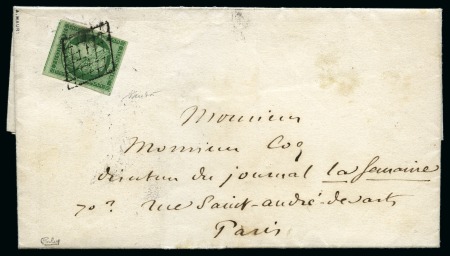 Monsieur
Monsieur Coq
directeur du journal la Semaine
70? rue Saint-andré-des-arts
Paris